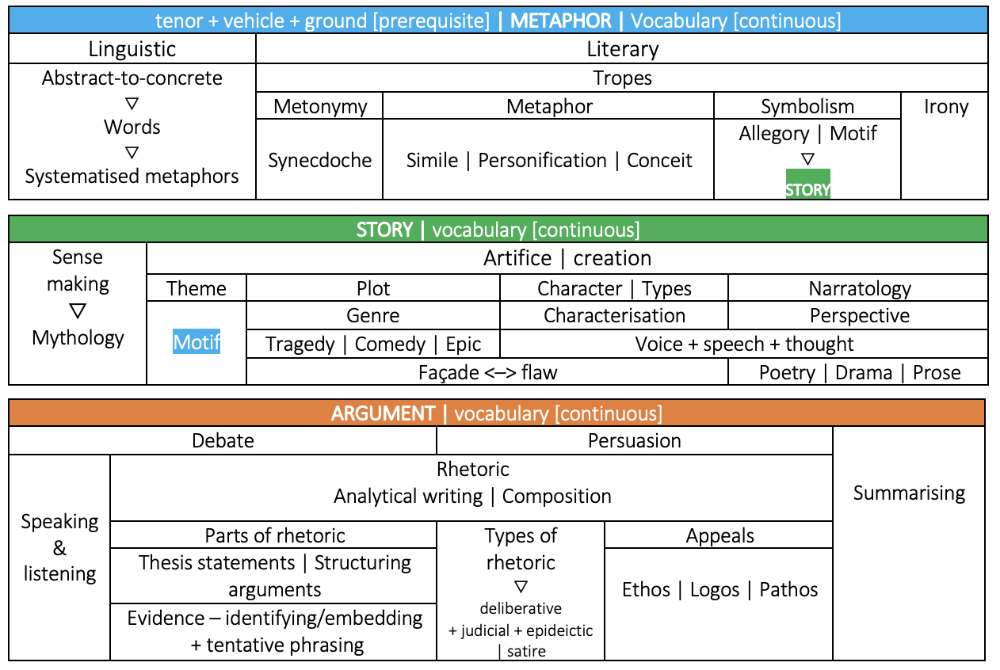 tenor + vehicle + ground [prerequisite] | METAPHOR | Vocabulary [continuous]
Linguistic
Literary
Abstract-to-concrete
▽
Words
▽
Systematised metaphors
Tropes
Metonymy
Metaphor
Symbolism
Irony
Synecdoche
Simile | Personification | Conceit
Allegory | Motif
▽
STORY
STORY | vocabulary [continuous]
Sense
making
▽
Mythology
Artifice | creation
Theme
Plot
Character | Types
Narratology
Motif
Genre
Characterisation
Perspective
Tragedy | Comedy | Epic
Voice + speech + thought
Façade <–> flaw
Poetry | Drama | Prose
ARGUMENT | vocabulary [continuous]
Debate
Persuasion
Summarising
Speaking
&
listening
Rhetoric
Analytical writing | Composition
Parts of rhetoric
Thesis statements | Structuring
arguments
Evidence – identifying/embedding
+ tentative phrasing
Types of
rhetoric
▽
deliberative
+ judicial + epideictic
| satire
Appeals
Ethos | Logos | Pathos